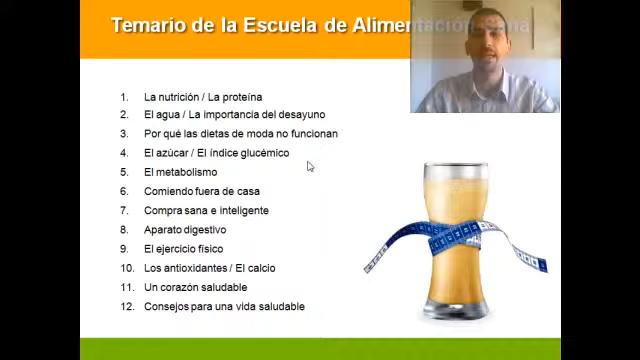 Temario de la Escuela de Alimentación Sana
1. La nutrición / La proteína
2. El agua / La importancia del desayuno
3. Por qué las dietas de moda no funcionan
4. El azúcar / El índice glucémico
5. El metabolismo
6. Comiendo fuera de casa
7. Compra sana e inteligente
8. Aparato digestivo
9. El ejercicio físico
10. Los antioxidantes / El calcio
11. Un corazón saludable
12. Consejos para una vida saludable